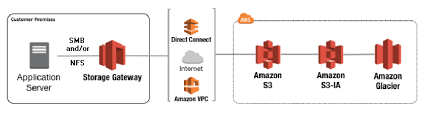 Customer Premises
SMB
and/or
NFS
Application
Server
Storage Gateway
Direct Connect
Internet
Amazon VPC
AWS
Amazon
S3
Amazon
S3-IA
Amazon
Glacier